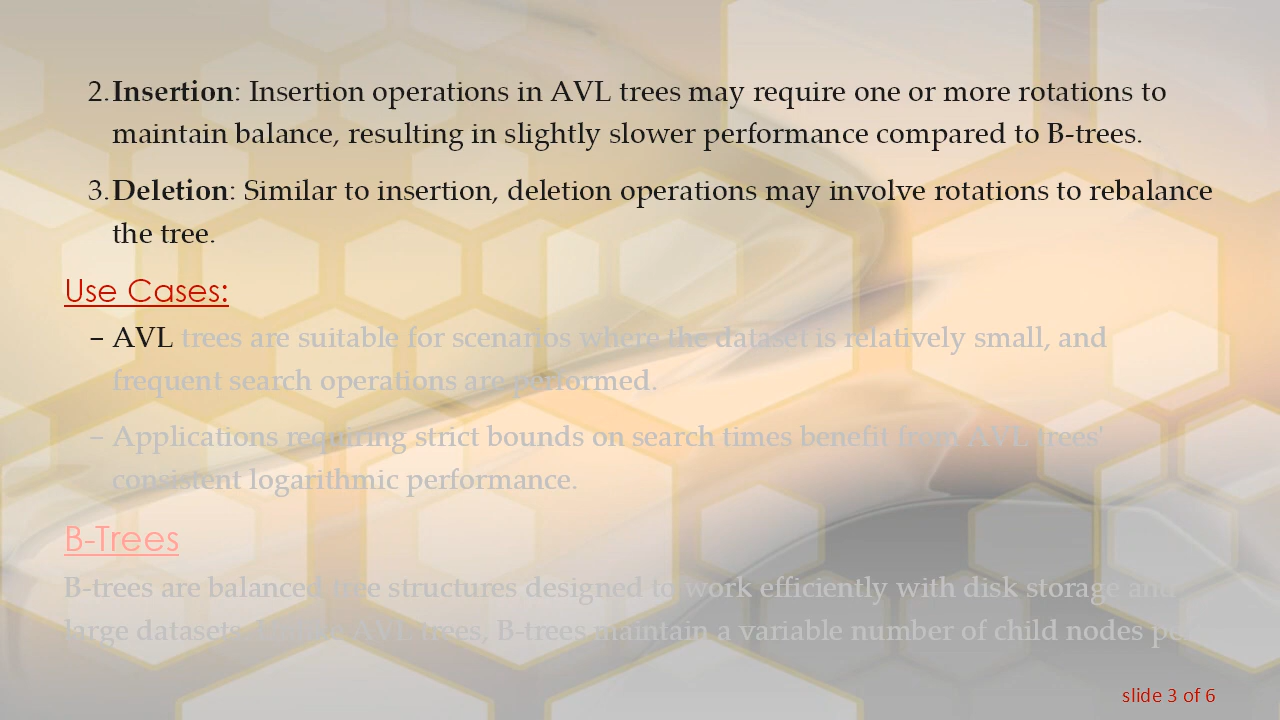 2. Insertion: Insertion operations in AVL trees may require one or more rotations to
maintain balance, resulting in slightly slower performance compared to B-trees.
3. Deletion: Similar to insertion, deletion operations may involve rotations to rebalance
the tree.
Use Cases:
– AVL trees are suitable for scenarios where the dataset is relatively small, and
frequent search operations are performed.
– Applications requiring strict bounds on search times benefit from AVL trees'
consistent logarithmic performance.
B-Trees
B-trees are balanced tree structures designed to work efficiently with disk storage and
large datasets. Unlike AVL trees, B-trees maintain a variable number of child nodes per
slide 3 of 6